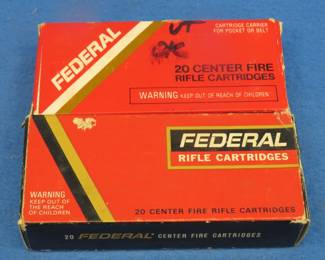 CARTRIDGE CARRIER
FOR POCKET OR BELT
FEDERAL
20 CENTER FIRE
RIFLE CARTRIDGES
WARNING KEEP OUT OF REACH OF CHILDREN
FEDERAL
RIFLE CARTRIDGES
WARNING
KEEP OUT OF
THE REACH
OF CHILDREN
20 CENTER FIRE RIFLE CARTRIDGES
20 FEDERAL CENTER FIRE CARTRIDGES